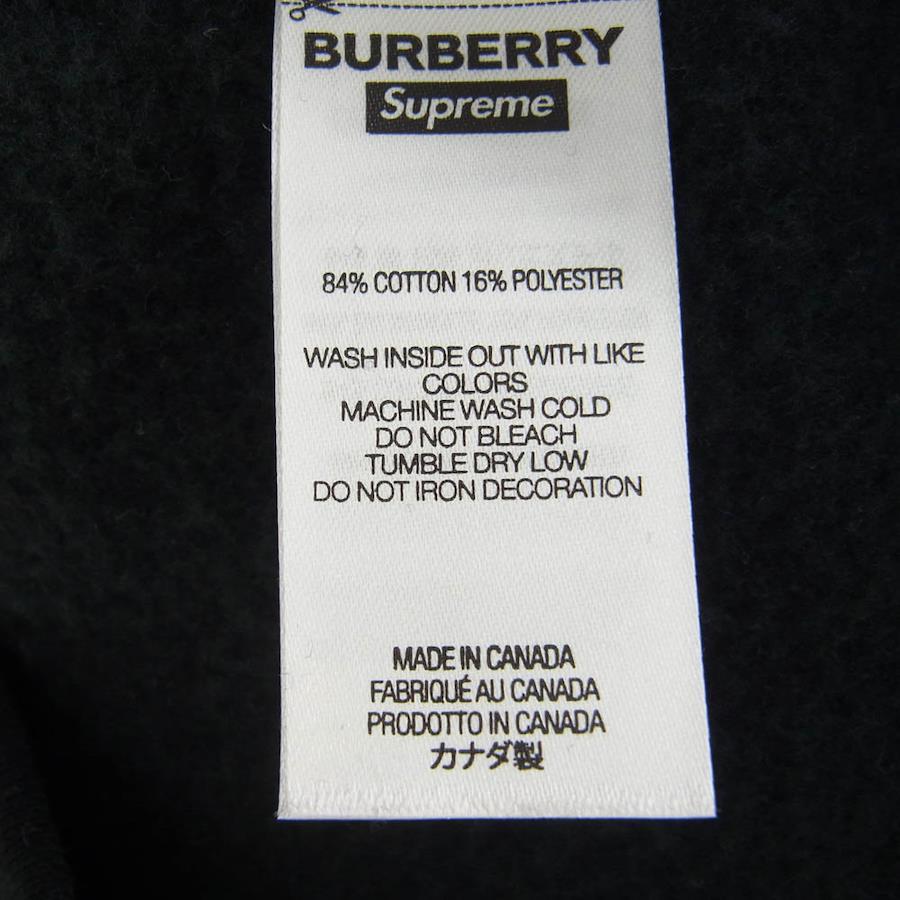 BURBERRY
Supreme
84% COTTON 16% POLYESTER
WASH INSIDE OUT WITH LIKE
COLORS
MACHINE WASH COLD
DO NOT BLEACH
TUMBLE DRY LOW
DO NOT IRON DECORATION
MADE IN CANADA
FABRIQUÉ AU CANADA
PRODOTTO IN CANADA
カナダ製